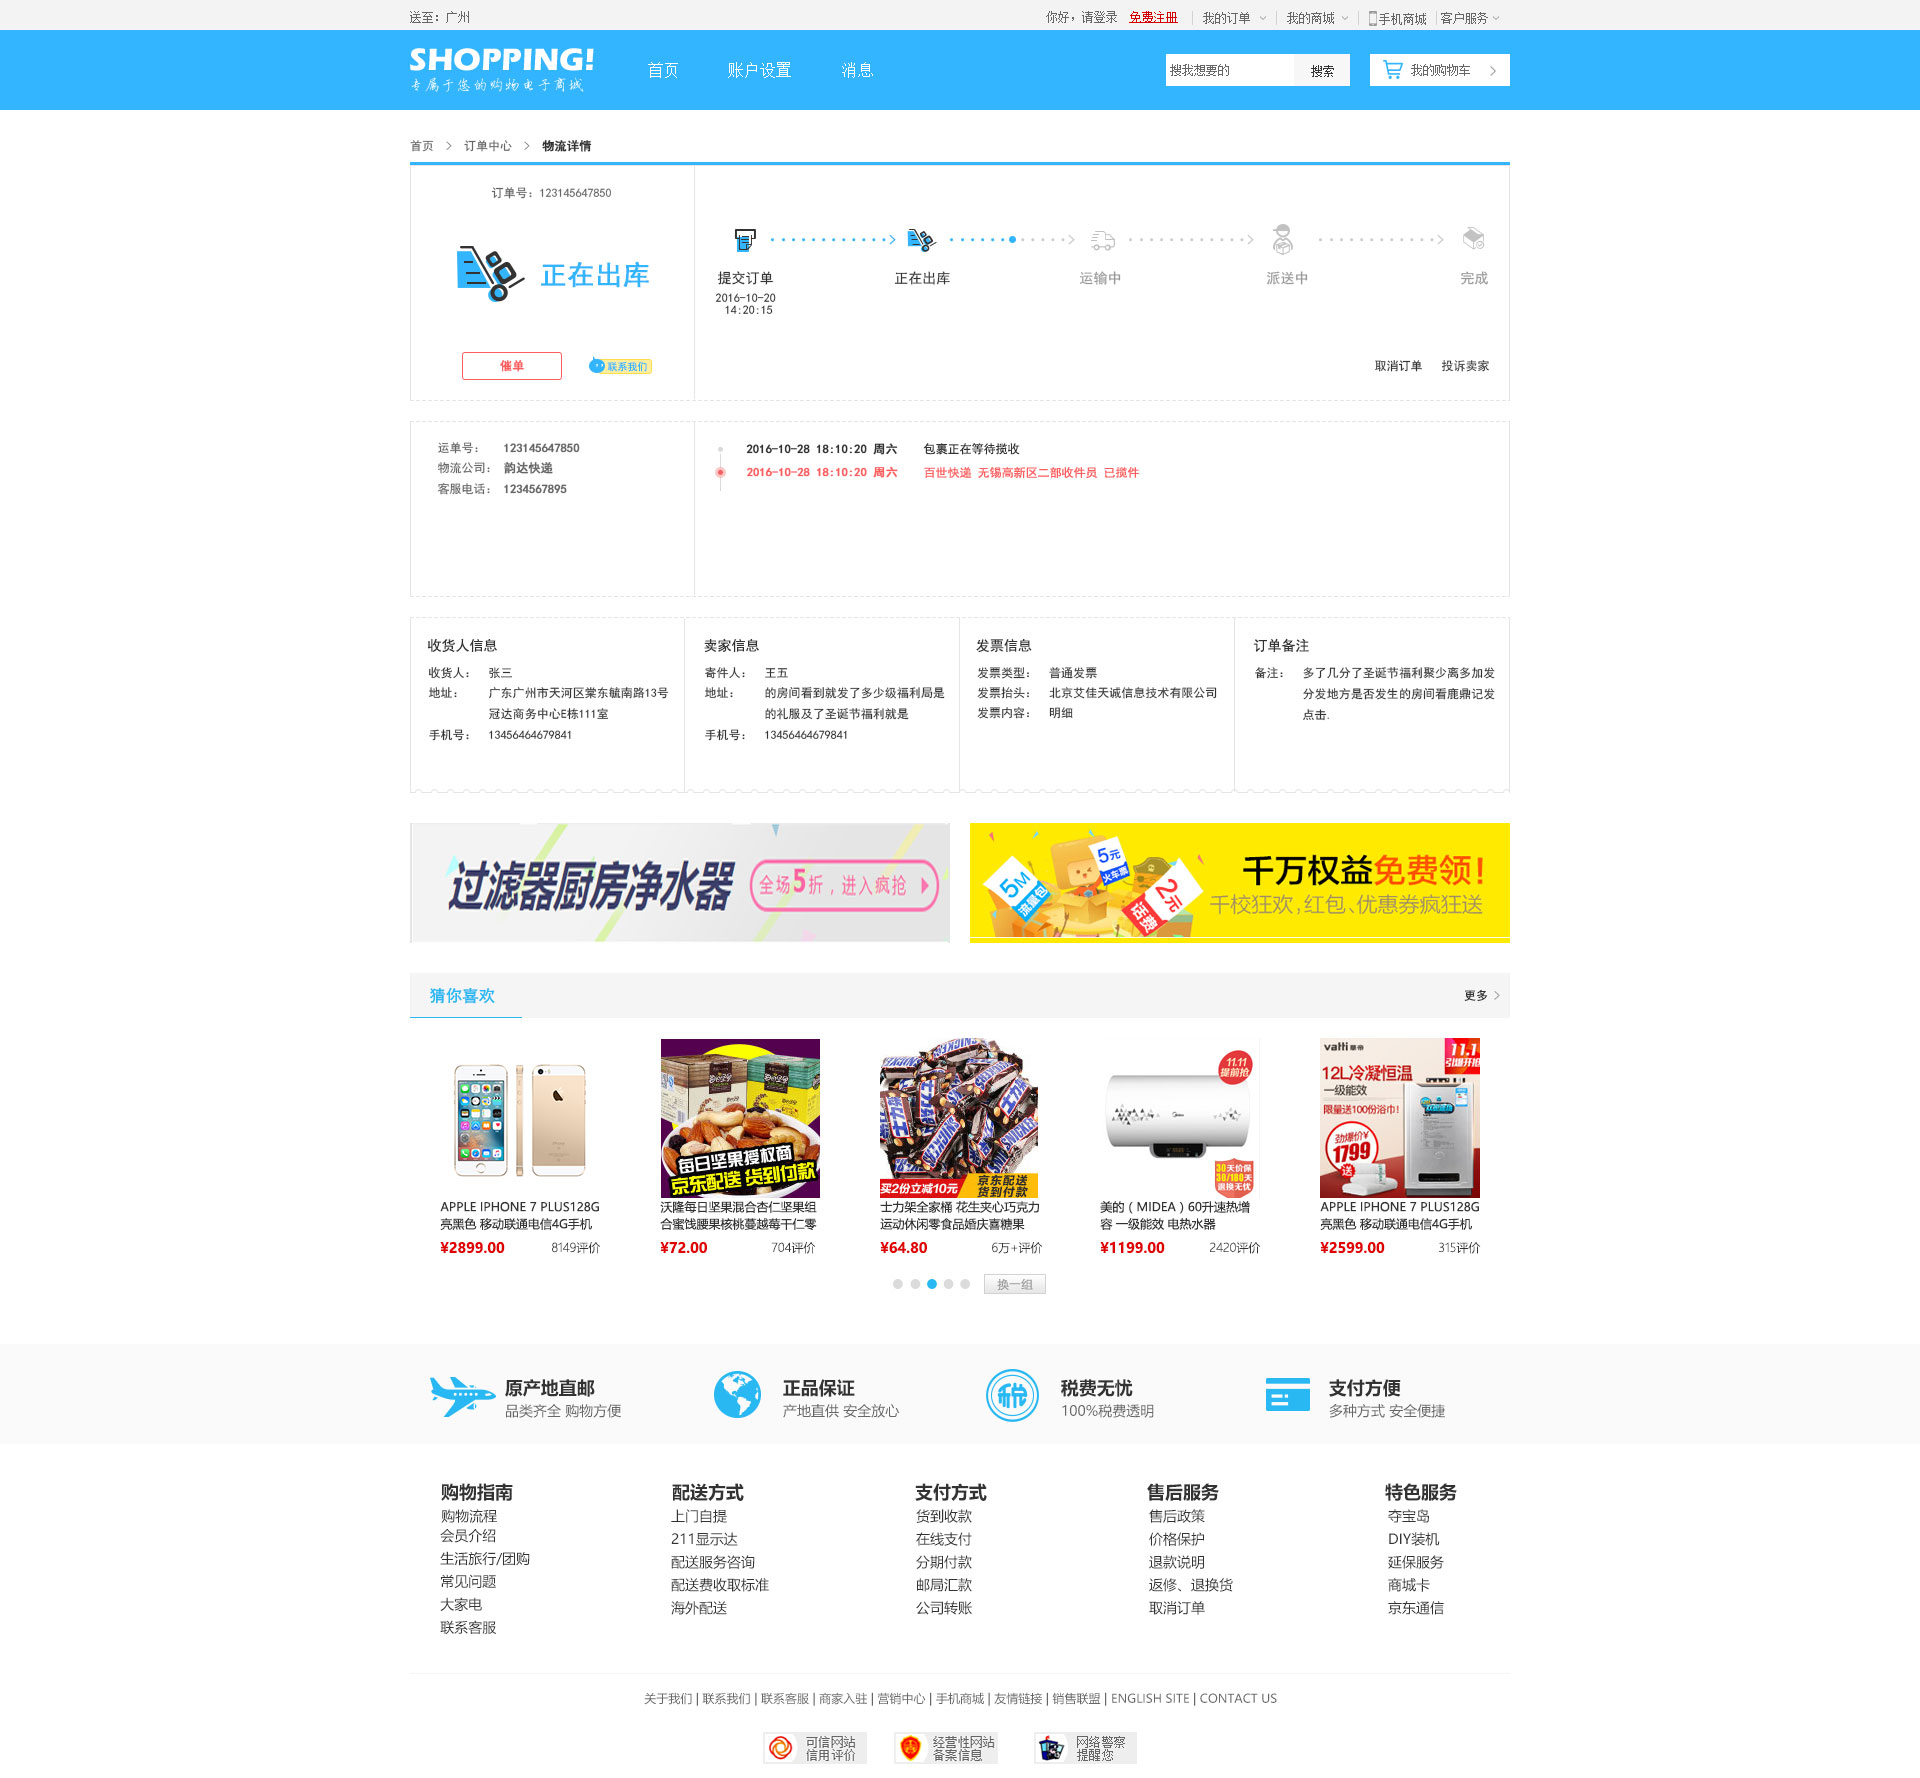 送至：广州
你好，请登录 免费注册 我的订单 我的商城 手机商城 客户服务
SHOPPING!
专属于您的购物电子商城
首页 账户设置 消息
搜我想要的 搜索
我的购物车
首页 > 订单中心 > 物流详情
订单号：123145647850
正在出库
催单 联系我们
提交订单 正在出库 运输中 派送中 完成
2016-10-20
14:20:15
取消订单 投诉卖家
运单号： 123145647850
物流公司： 韵达快递
客服电话： 1234567895
2016-10-28 18:10:20 周六 包裹正在等待揽收
2016-10-28 18:10:20 周六 百世快递 无锡高新区二部收件员 已揽件
收货人信息
收货人： 张三
地址： 广东广州市天河区棠东毓南路13号
冠达商务中心E栋111室
手机号： 13456464679841
卖家信息
寄件人： 王五
地址： 的房间看到就发了多少级福利局是
的礼服及了圣诞节福利就是
手机号： 13456464679841
发票信息
发票类型： 普通发票
发票抬头： 北京艾佳天诚信息技术有限公司
发票内容： 明细
订单备注
备注： 多了几分了圣诞节福利聚少离多加发
分发地方是否发生的房间看鹿鼎记发
点击.
过滤器厨房净水器 全场5折，进入疯抢
5M
流量包
5元
火车票
2元
话费
千万权益免费领！
千校狂欢,红包、优惠券疯狂送
猜你喜欢
更多 >
每日坚果授权商
京东配送 货到付款
士力架
SNICKERS
买2份立减10元
京东配送
货到付款
11.11
提前抢
Midea
30天价保
30/180天
退换无忧
vatti 华帝
11.1
12L冷凝恒温
一级能效
限量送100份浴巾!
劲爆价¥
1799
送
APPLE IPHONE 7 PLUS128G
亮黑色 移动联通电信4G手机
¥2899.00 8149评价
沃隆每日坚果混合杏仁坚果组
合蜜饯腰果核桃蔓越莓干仁零
¥72.00 704评价
士力架全家桶 花生夹心巧克力
运动休闲零食品婚庆喜糖果
¥64.80 6万+评价
美的（MIDEA）60升速热增
容 一级能效 电热水器
¥1199.00 2420评价
APPLE IPHONE 7 PLUS128G
亮黑色 移动联通电信4G手机
¥2599.00 315评价
换一组
原产地直邮
品类齐全 购物方便
正品保证
产地直供 安全放心
税
税费无忧
100%税费透明
支付方便
多种方式 安全便捷
购物指南
购物流程
会员介绍
生活旅行/团购
常见问题
大家电
联系客服
配送方式
上门自提
211显示达
配送服务咨询
配送费收取标准
海外配送
支付方式
货到收款
在线支付
分期付款
邮局汇款
公司转账
售后服务
售后政策
价格保护
退款说明
返修、退换货
取消订单
特色服务
夺宝岛
DIY装机
延保服务
商城卡
京东通信
关于我们 | 联系我们 | 联系客服 | 商家入驻 | 营销中心 | 手机商城 | 友情链接 | 销售联盟 | ENGLISH SITE | CONTACT US
可信网站
信用评价
经营性网站
备案信息
网络警察
提醒您